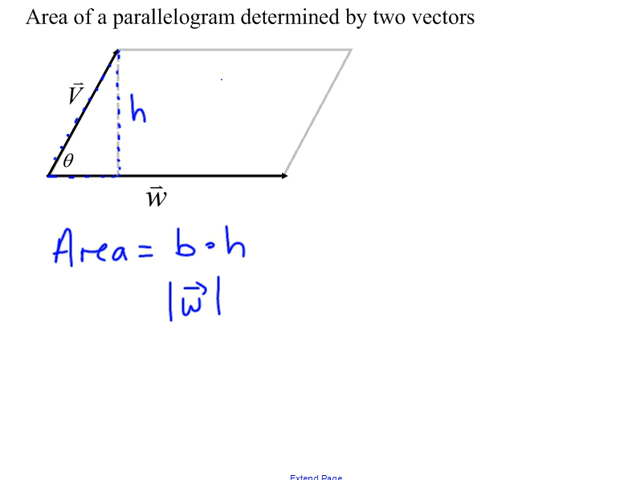 Area of a parallelogram determined by two vectors
V⃗
h
θ
w⃗
Area = b • h
|w⃗|
Extend Page